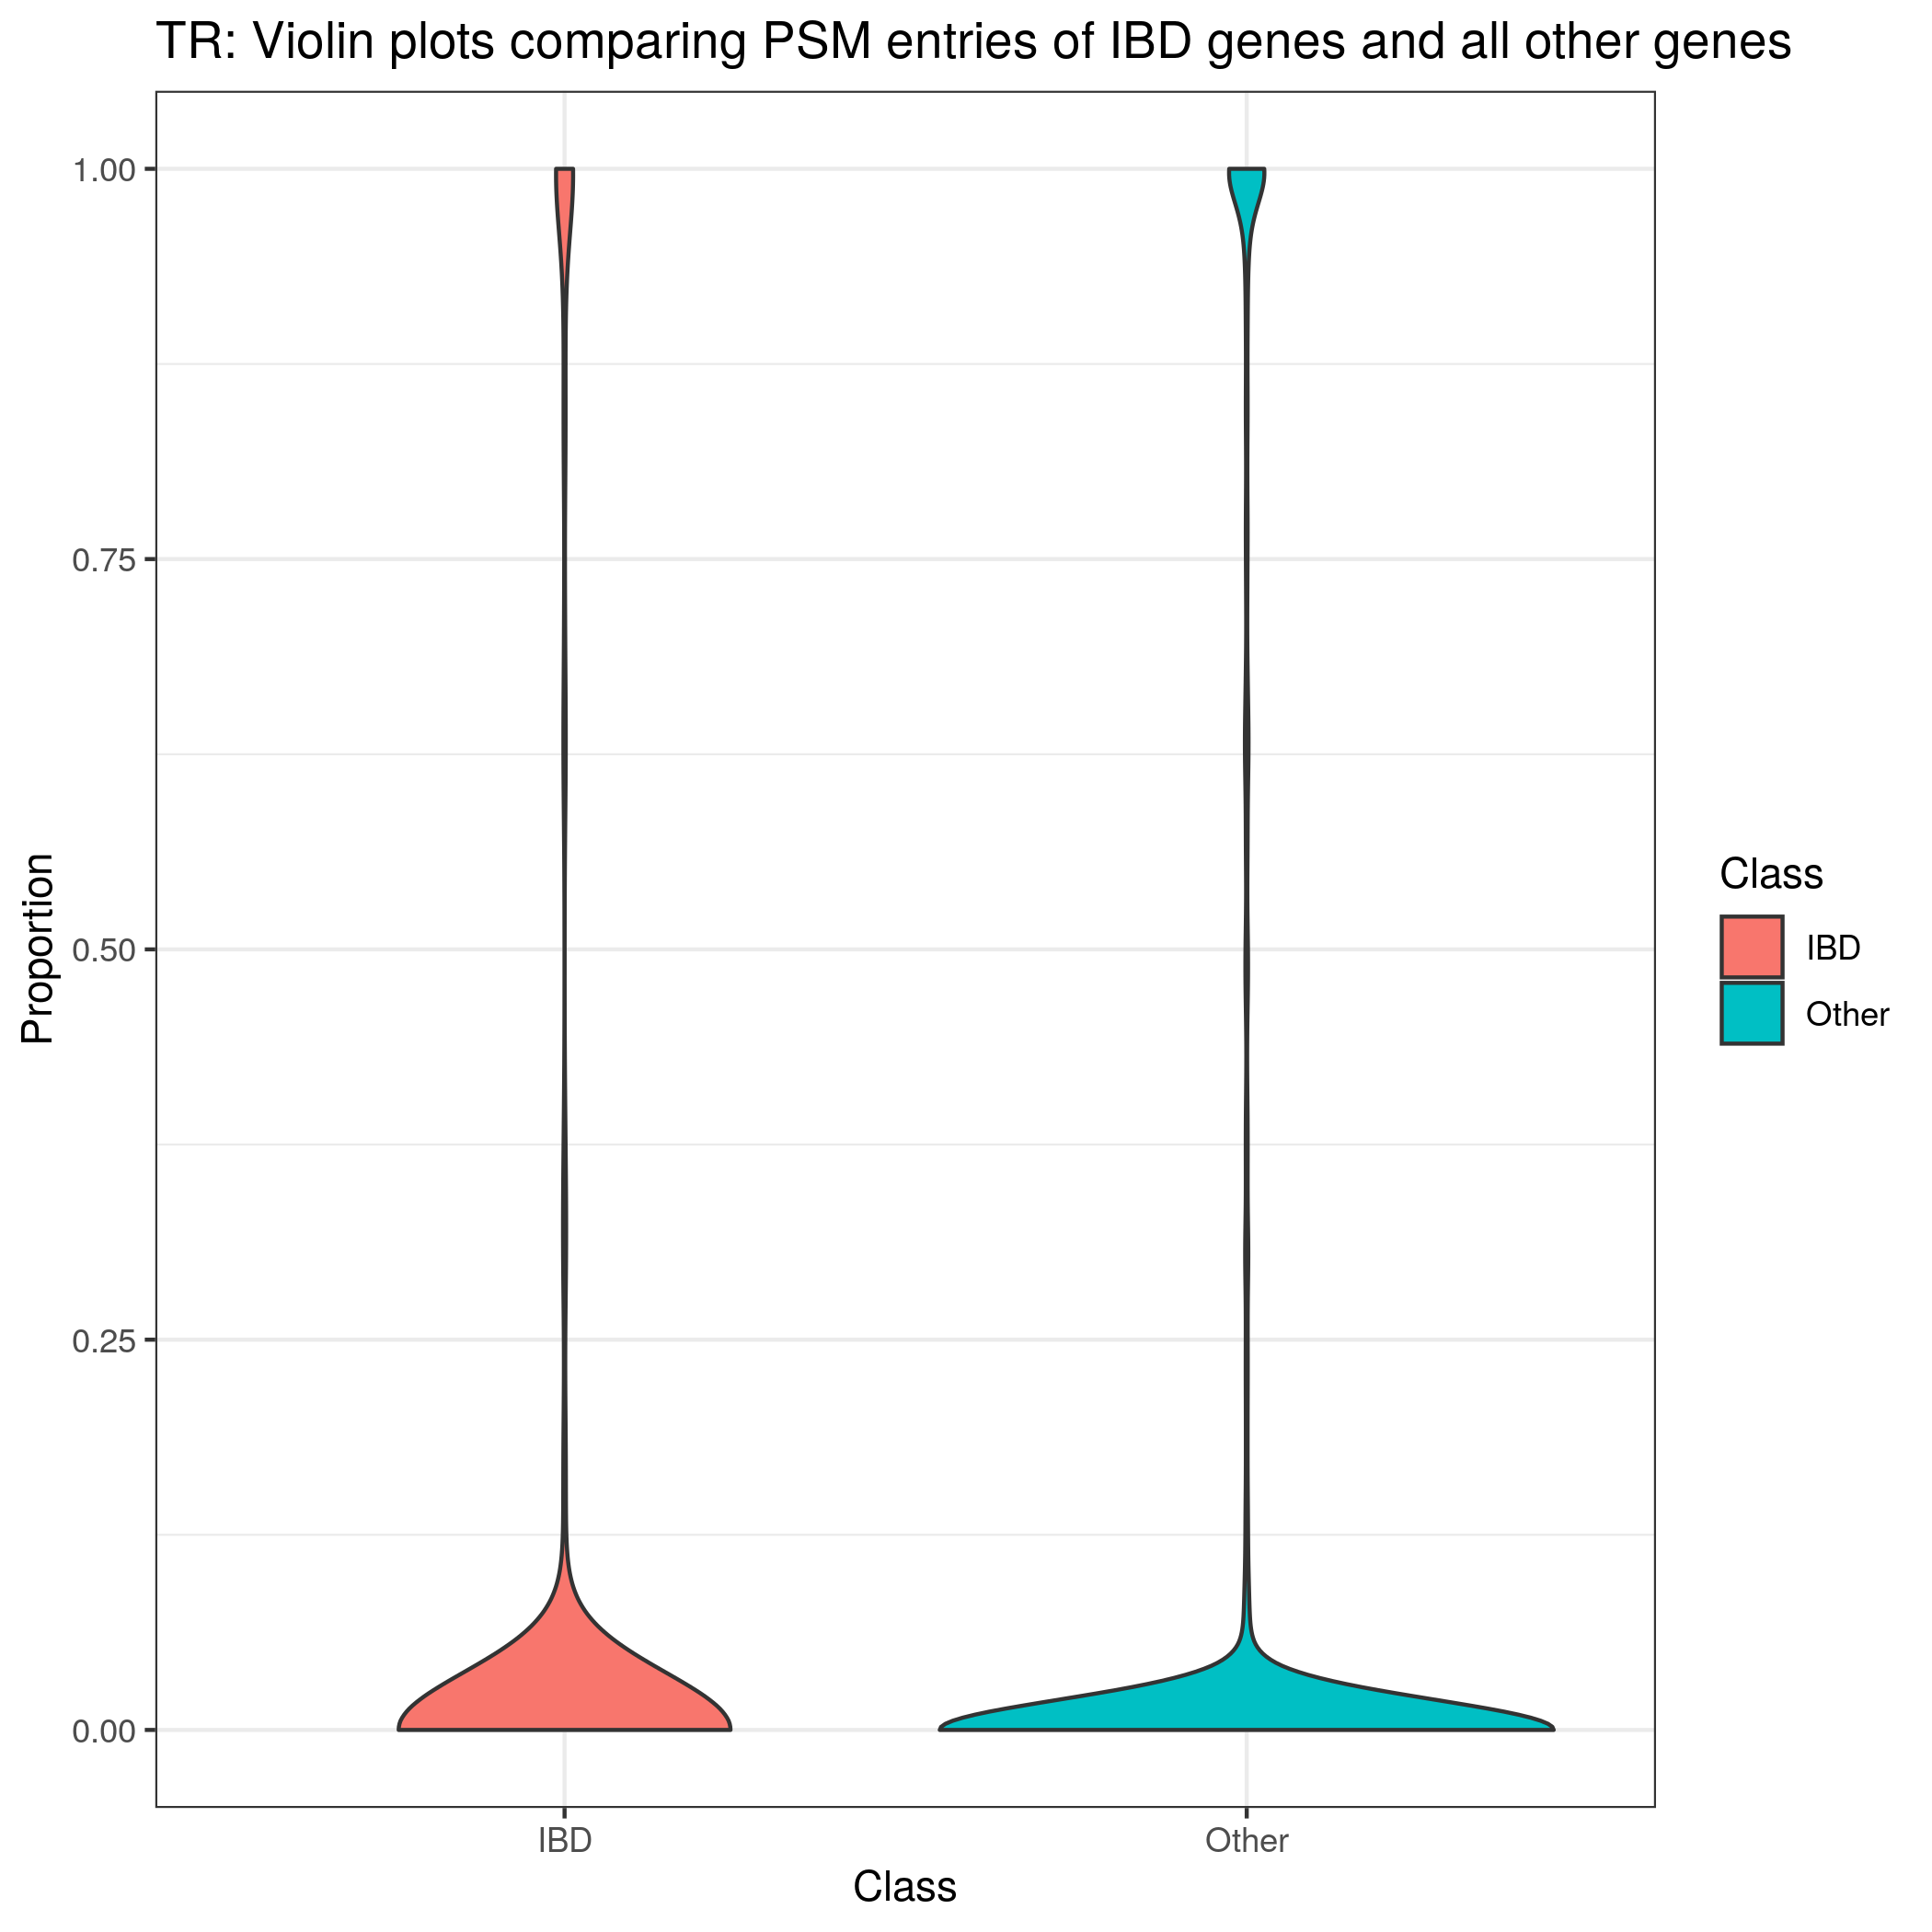 TR: Violin plots comparing PSM entries of IBD genes and all other genes
1.00
0.75
0.50
0.25
0.00
Proportion
IBD
Other
Class
Class
IBD
Other